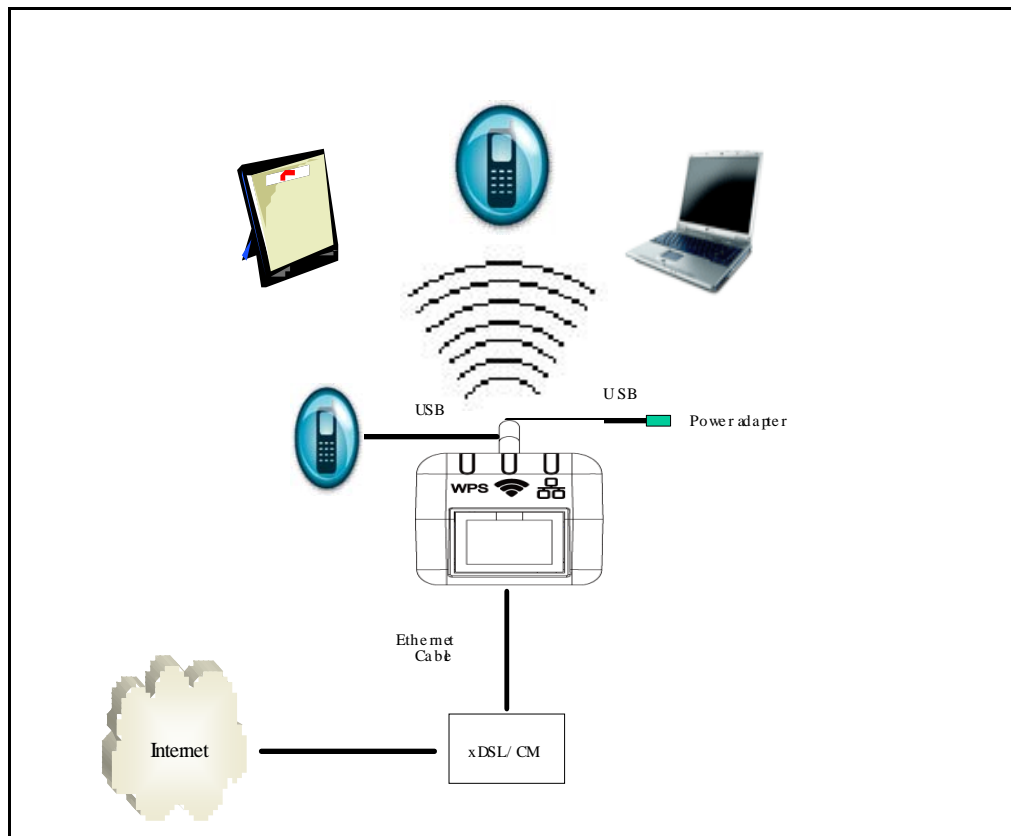 USB
USB
Power adapter
WPS
Ethernet
Cable
Internet
xDSL/ CM